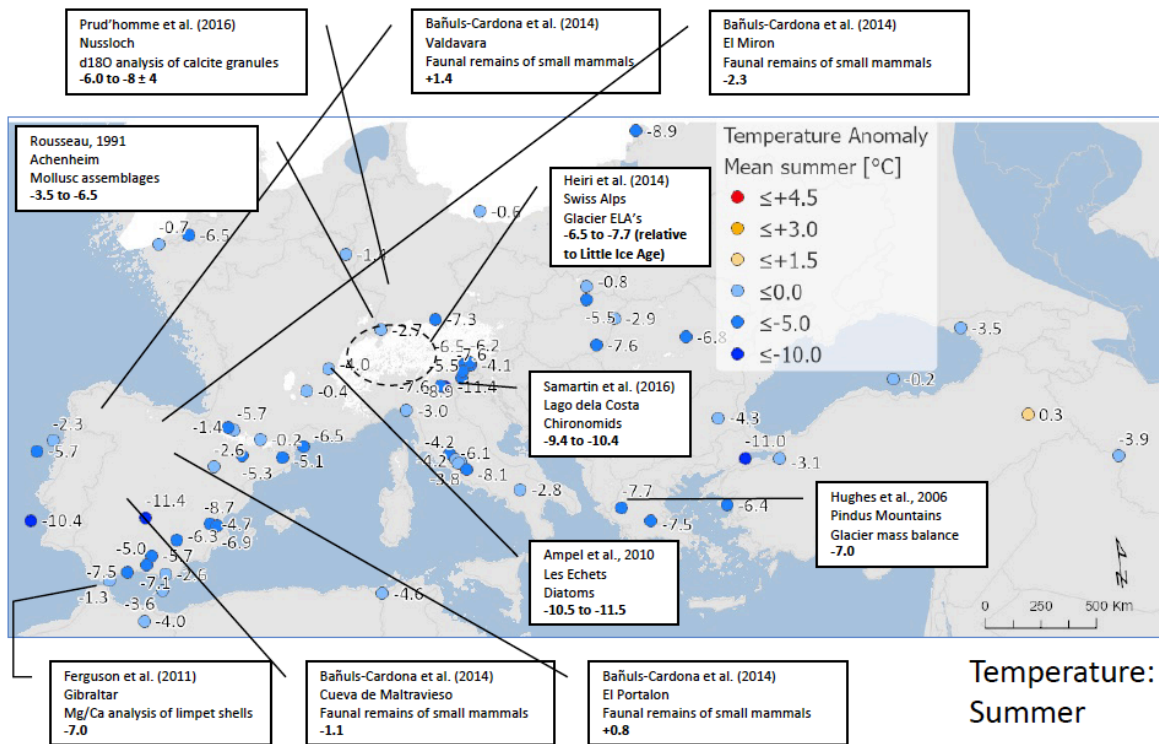 Prud'homme et al. (2016)
Nussloch
d18O analysis of calcite granules
-6.0 to -8 ± 4
Bañuls-Cardona et al. (2014)
Valdavara
Faunal remains of small mammals
+1.4
Bañuls-Cardona et al. (2014)
El Miron
Faunal remains of small mammals
-2.3
Rousseau, 1991
Achenheim
Mollusc assemblages
-3.5 to -6.5
Heiri et al. (2014)
Swiss Alps
Glacier ELA's
-6.5 to -7.7 (relative
to Little Ice Age)
Temperature Anomaly
Mean summer [°C]
≤+4.5
≤+3.0
≤+1.5
≤0.0
≤-5.0
≤-10.0
-8.9
-0.6
-0.7
-6.5
-1.4
-0.8
-5.5
-2.9
-7.6
-6.8
-3.5
-0.2
0.3
-3.9
-2.7
-7.3
-6.5
-6.2
-7.6
-5.5
-4.1
-4.0
-7.6
-11.4
-8.9
-0.4
-3.0
-4.3
-11.0
-3.1
-2.3
-5.7
-5.7
-1.4
-0.2
-6.5
-2.6
-5.3
-5.1
-4.2
-6.1
-4.2
-3.8
-8.1
-2.8
-7.7
-7.5
-6.4
-10.4
-11.4
-8.7
-4.7
-6.3
-6.9
-5.0
-5.7
-7.5
-2.6
-7.1
-1.3
-3.6
-4.0
-4.6
Samartin et al. (2016)
Lago dela Costa
Chironomids
-9.4 to -10.4
Hughes et al., 2006
Pindus Mountains
Glacier mass balance
-7.0
Ampel et al., 2010
Les Echets
Diatoms
-10.5 to -11.5
N
0 250 500 Km
Ferguson et al. (2011)
Gibraltar
Mg/Ca analysis of limpet shells
-7.0
Bañuls-Cardona et al. (2014)
Cueva de Maltravieso
Faunal remains of small mammals
-1.1
Bañuls-Cardona et al. (2014)
El Portalon
Faunal remains of small mammals
+0.8
Temperature:
Summer